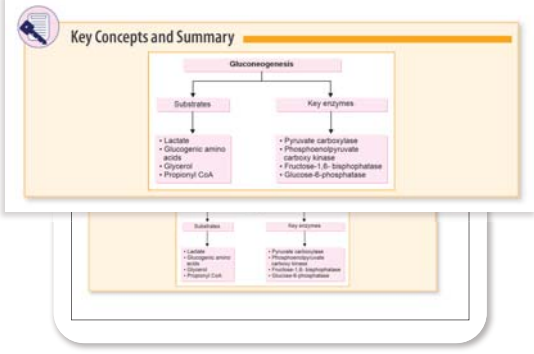 Key Concepts and Summary
Gluconeogenesis
Substrates
Key enzymes
• Lactate
• Glucogenic amino
acids
• Glycerol
• Propionyl CoA
• Pyruvate carboxylase
• Phosphoenolpyruvate
carboxy kinase
• Fructose-1,6- bisphophatase
• Glucose-6-phosphatase
Substrates
Key enzymes
• Lactate
• Glucogenic amino
acids
• Glycerol
• Propionyl CoA
• Pyruvate carboxylase
• Phosphoenolpyruvate
carboxy kinase
• Fructose-1,6- bisphophatase
• Glucose-6-phosphatase